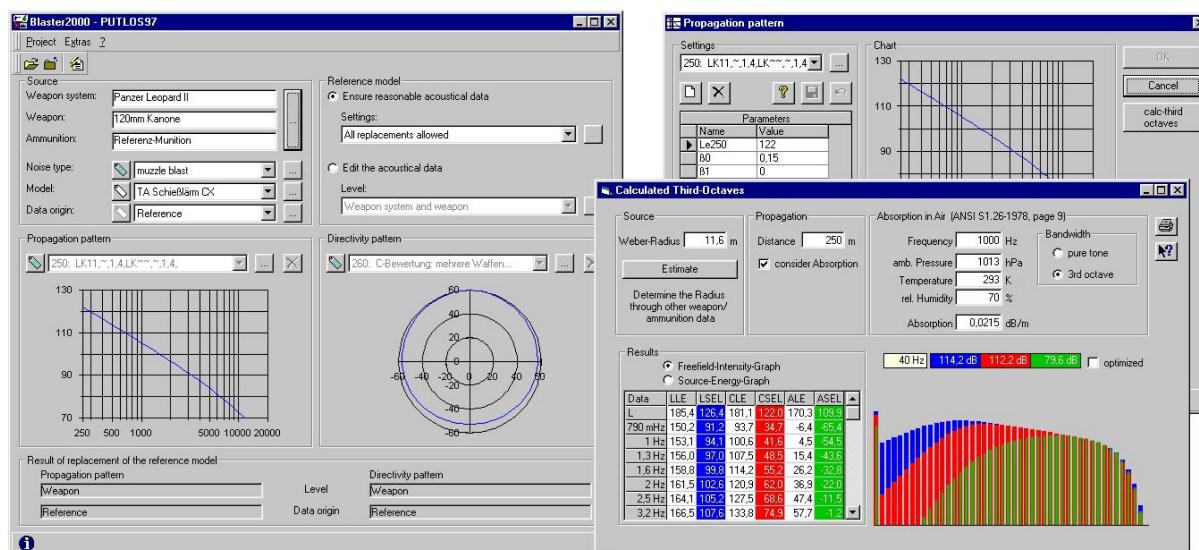 Blaster2000 - PUTLOS97
Project Extras ?
Source
Weapon system: Panzer Leopard II
Weapon: 120mm Kanone
Ammunition: Referenz-Munition
Noise type: muzzle blast ...
Model: TA Schießlärm CX ...
Data origin: Reference ...
Reference model
Ensure reasonable acoustical data
Settings:
All replacements allowed ...
Edit the acoustical data
Level:
Weapon system and weapon ...
Propagation pattern
250: LK11,~,1,4,LK~~,~,1,4, ...
130
110
90
70
250 500 1000 5000 10000 20000
Directivity pattern
260: C-Bewertung: mehrere Waffen... ...
60
40
20
0
-20
-40
-60
-60 -40 -20 0 20 40 60
Result of replacement of the reference model
Propagation pattern Directivity pattern
Weapon Level Weapon
Reference Data origin Reference
Propagation pattern
Settings
250: LK11,~,1,4,LK~~,~,1,4 ...
Parameters
Name Value
Le250 122
ß0 0,15
ß1 0
Chart
130
110
90
OK
Cancel
calc-third
octaves
Calculated Third-Octaves
Source
Weber-Radius 11,6 m
Estimate
Determine the Radius
through other weapon/
ammunition data
Propagation
Distance 250 m
consider Absorption
Absorption in Air (ANSI S1.26-1978, page 9)
Frequency 1000 Hz
amb. Pressure 1013 hPa
Temperature 293 K
rel. Humidity 70 %
Absorption 0,0215 dB/m
Bandwidth
pure tone
3rd octave
Results
Freefield-Intensity-Graph
Source-Energy-Graph
Data LLE LSEL CLE CSEL ALE ASEL
L 185,4 126,4 181,1 122,0 170,3 109,9
790 mHz 150,2 91,2 93,7 34,7 -6,4 -65,4
1 Hz 153,1 94,1 100,6 41,6 4,5 -54,5
1,3 Hz 156,0 97,0 107,5 48,5 15,4 -43,6
1,6 Hz 158,8 99,8 114,2 55,2 26,2 -32,8
2 Hz 161,5 102,6 120,9 62,0 36,9 -22,0
2,5 Hz 164,1 105,2 127,5 68,6 47,4 -11,5
3,2 Hz 166,5 107,6 133,8 74,9 57,7 -1,2
40 Hz 114,2 dB 112,2 dB 79,6 dB optimized